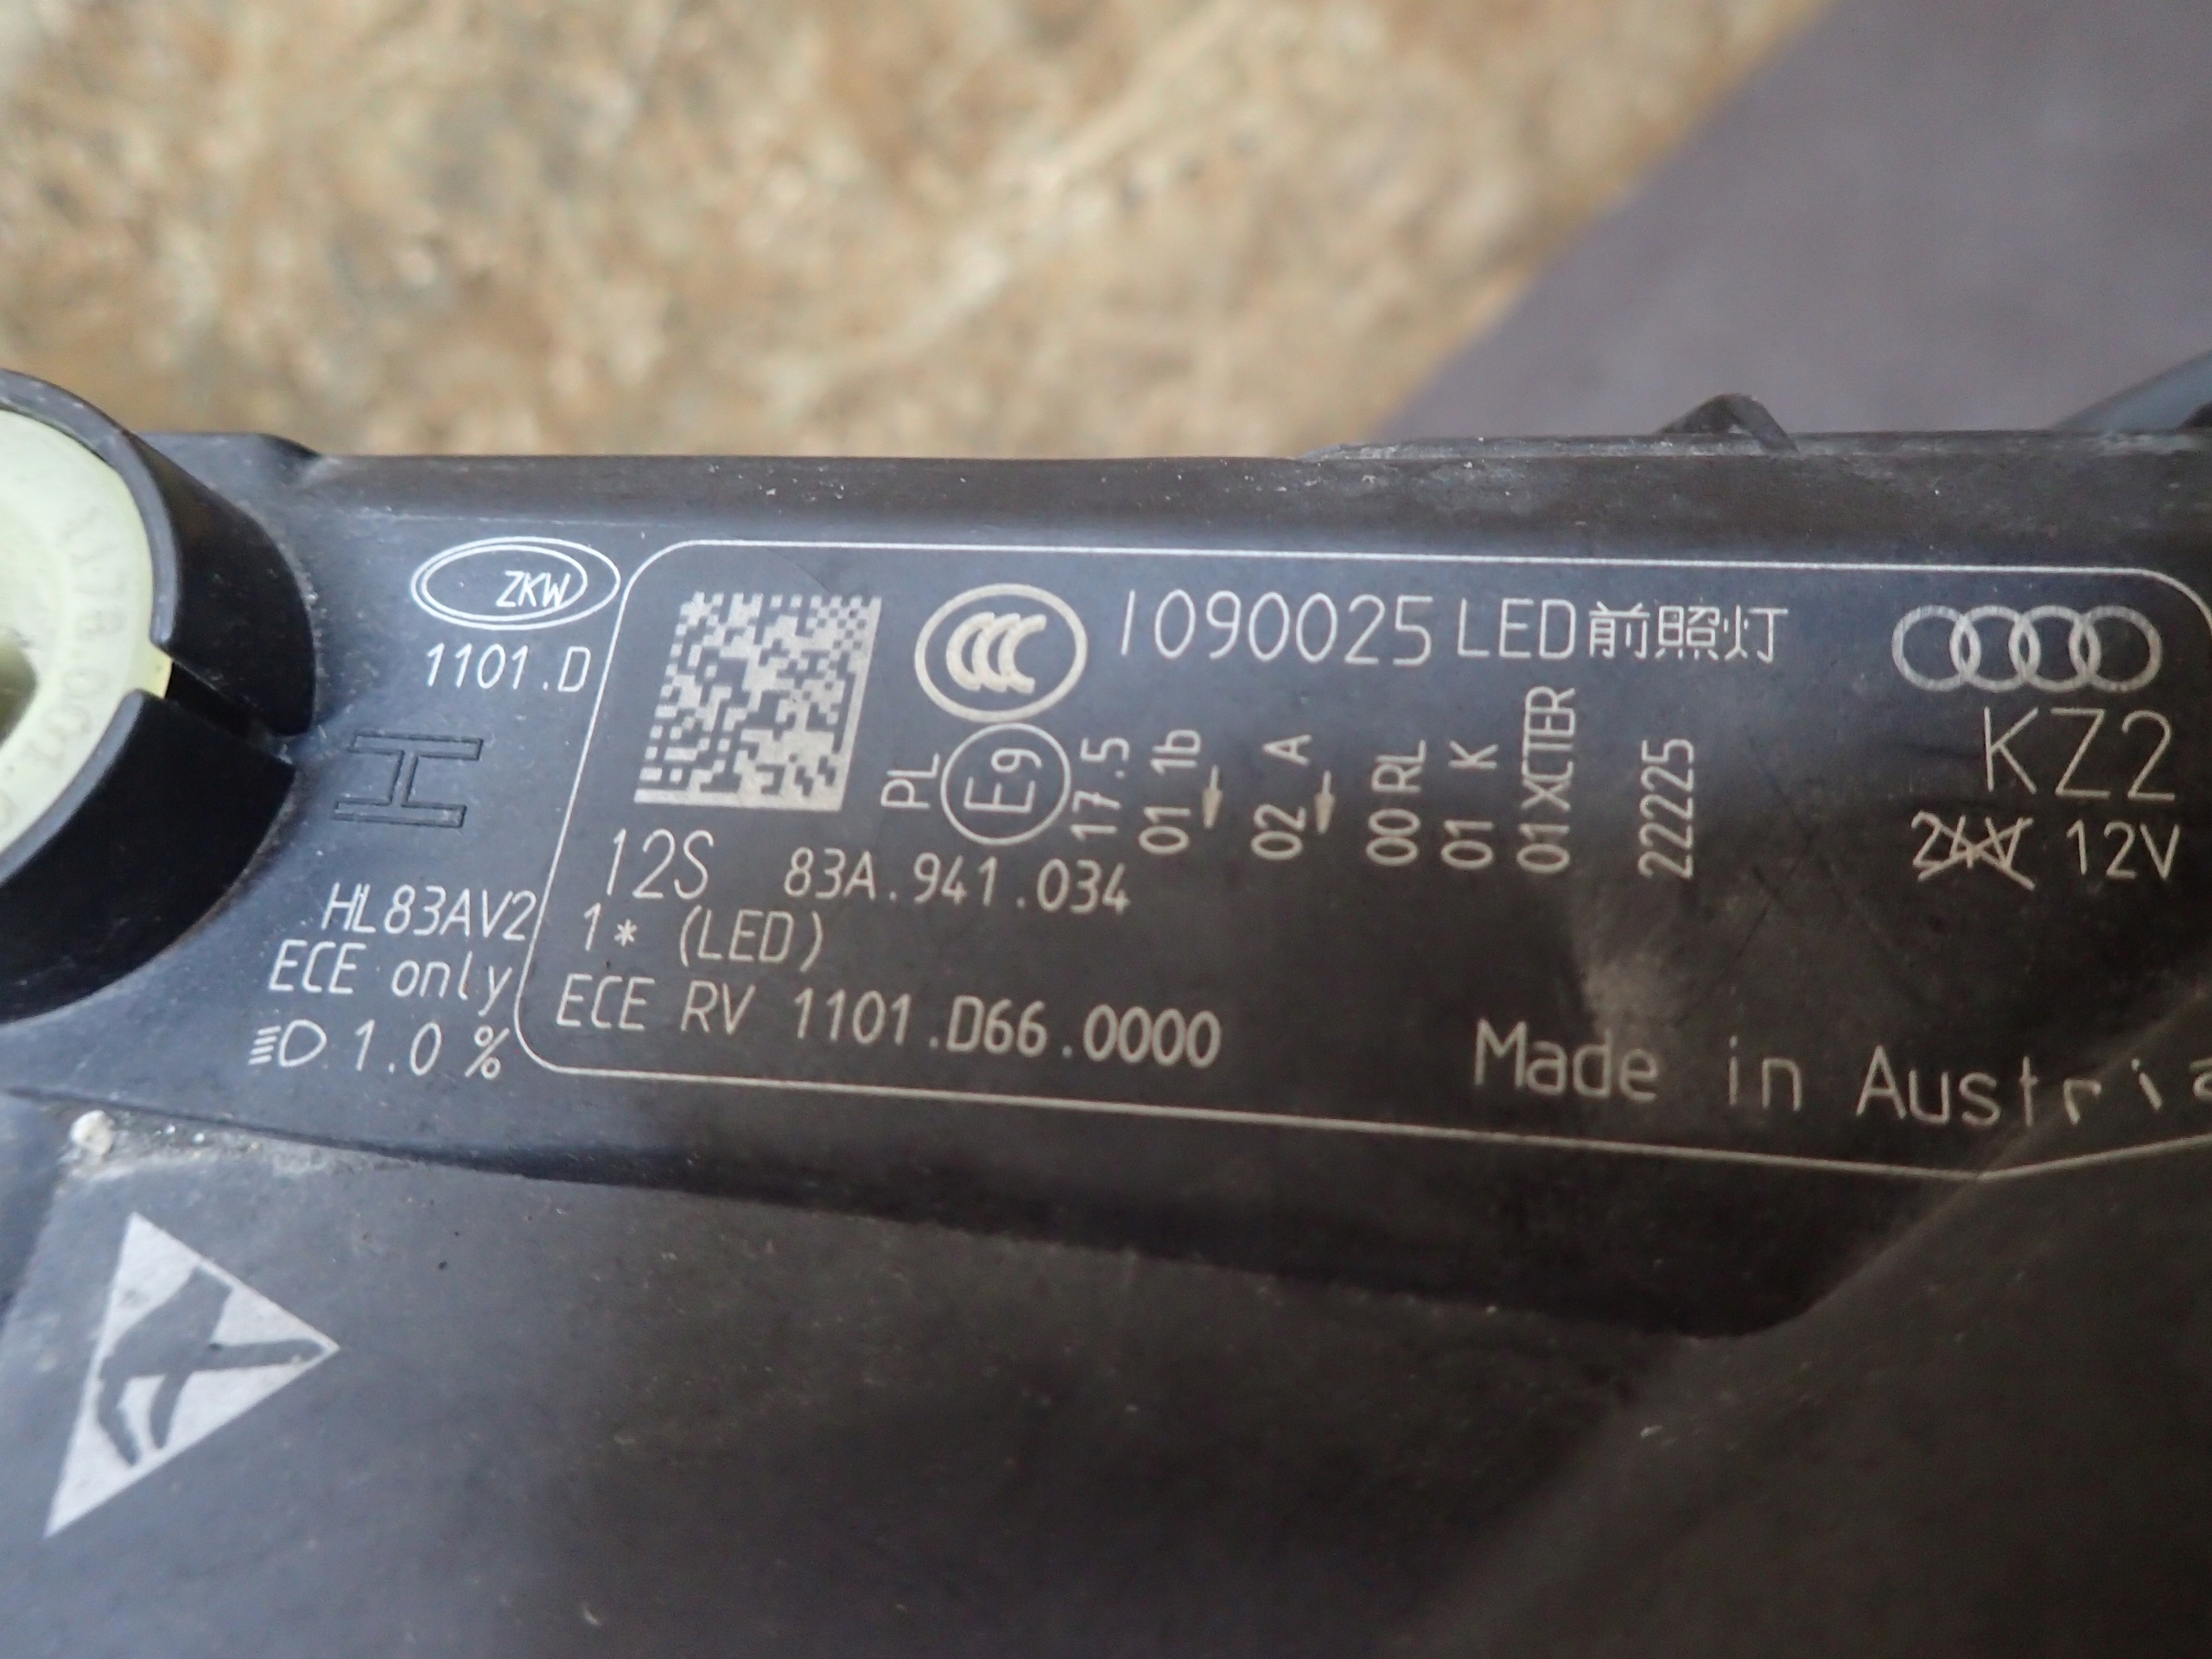 ZKW
1101.D
I090025 LED前照灯
KZ2
12V
PL
E9
17.5
01 1b
02 A
00 RL
01 K
01 XCTER
22225
12S 83A.941.034
1* (LED)
ECE RV 1101.D66.0000
Made in Austria
H
HL83AV2
ECE only
1.0 %